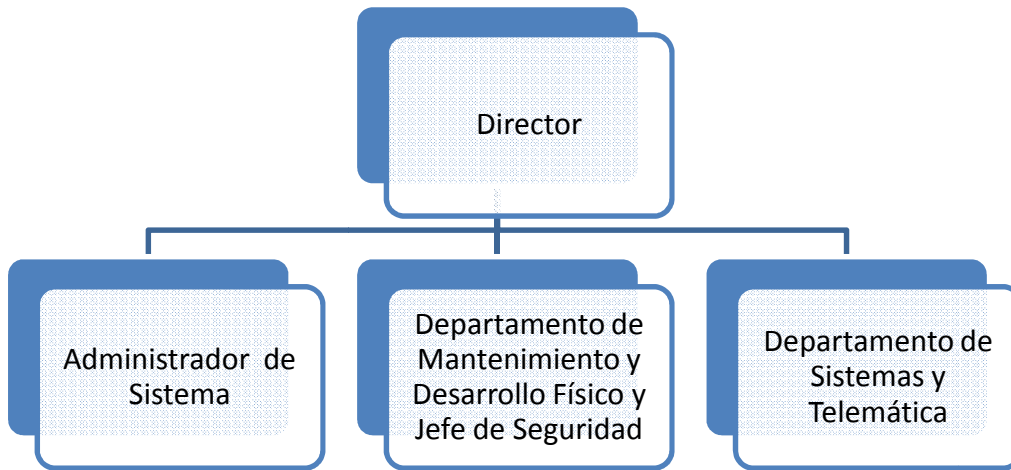 Director
Administrador de
Sistema
Departamento de
Mantenimiento y
Desarrollo Físico y
Jefe de Seguridad
Departamento de
Sistemas y
Telemática